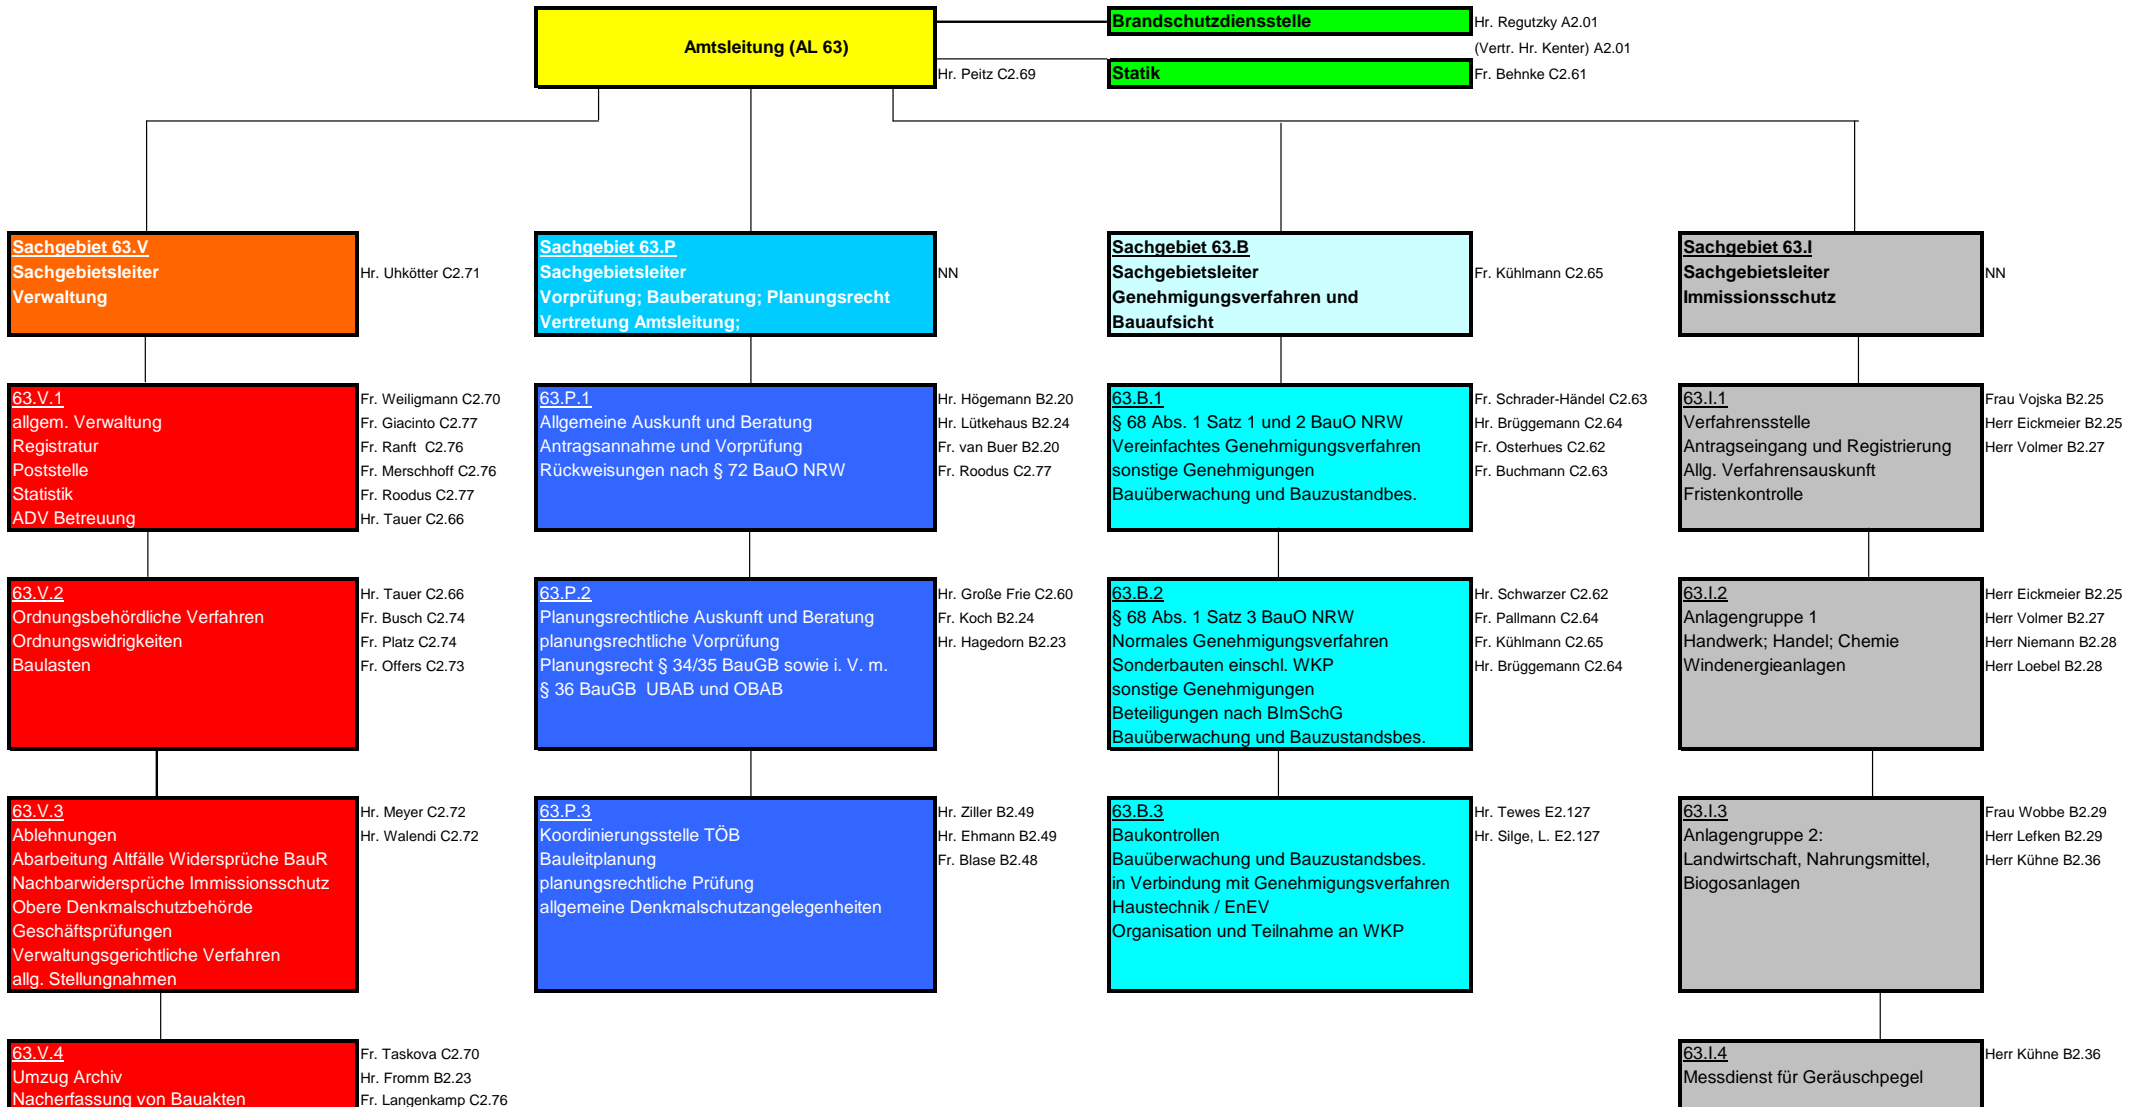 Amtsleitung (AL 63)
Hr. Peitz C2.69
Brandschutzdiensstelle
Hr. Regutzky A2.01
(Vertr. Hr. Kenter) A2.01
Statik
Fr. Behnke C2.61
Sachgebiet 63.V
Sachgebietsleiter
Verwaltung
Hr. Uhkötter C2.71
Sachgebiet 63.P
Sachgebietsleiter
Vorprüfung; Bauberatung; Planungsrecht
Vertretung Amtsleitung;
NN
Sachgebiet 63.B
Sachgebietsleiter
Genehmigungsverfahren und
Bauaufsicht
Fr. Kühlmann C2.65
Sachgebiet 63.I
Sachgebietsleiter
Immissionsschutz
NN
63.V.1
allgem. Verwaltung
Registratur
Poststelle
Statistik
ADV Betreuung
Fr. Weiligmann C2.70
Fr. Giacinto C2.77
Fr. Ranft  C2.76
Fr. Merschhoff C2.76
Fr. Roodus C2.77
Hr. Tauer C2.66
63.P.1
Allgemeine Auskunft und Beratung
Antragsannahme und Vorprüfung
Rückweisungen nach § 72 BauO NRW
Hr. Högemann B2.20
Hr. Lütkehaus B2.24
Fr. van Buer B2.20
Fr. Roodus C2.77
63.B.1
§ 68 Abs. 1 Satz 1 und 2 BauO NRW
Vereinfachtes Genehmigungsverfahren
sonstige Genehmigungen
Bauüberwachung und Bauzustandbes.
Fr. Schrader-Händel C2.63
Hr. Brüggemann C2.64
Fr. Osterhues C2.62
Fr. Buchmann C2.63
63.I.1
Verfahrensstelle
Antragseingang und Registrierung
Allg. Verfahrensauskunft
Fristenkontrolle
Frau Vojska B2.25
Herr Eickmeier B2.25
Herr Volmer B2.27
63.V.2
Ordnungsbehördliche Verfahren
Ordnungswidrigkeiten
Baulasten
Hr. Tauer C2.66
Fr. Busch C2.74
Fr. Platz C2.74
Fr. Offers C2.73
63.P.2
Planungsrechtliche Auskunft und Beratung
planungsrechtliche Vorprüfung
Planungsrecht § 34/35 BauGB sowie i. V. m.
§ 36 BauGB  UBAB und OBAB
Hr. Große Frie C2.60
Fr. Koch B2.24
Hr. Hagedorn B2.23
63.B.2
§ 68 Abs. 1 Satz 3 BauO NRW
Normales Genehmigungsverfahren
Sonderbauten einschl. WKP
sonstige Genehmigungen
Beteiligungen nach BImSchG
Bauüberwachung und Bauzustandsbes.
Hr. Schwarzer C2.62
Fr. Pallmann C2.64
Fr. Kühlmann C2.65
Hr. Brüggemann C2.64
63.I.2
Anlagengruppe 1
Handwerk; Handel; Chemie
Windenergieanlagen
Herr Eickmeier B2.25
Herr Volmer B2.27
Herr Niemann B2.28
Herr Loebel B2.28
63.V.3
Ablehnungen
Abarbeitung Altfälle Widersprüche BauR
Nachbarwidersprüche Immissionsschutz
Obere Denkmalschutzbehörde
Geschäftsprüfungen
Verwaltungsgerichtliche Verfahren
allg. Stellungnahmen
Hr. Meyer C2.72
Hr. Walendi C2.72
63.P.3
Koordinierungsstelle TÖB
Bauleitplanung
planungsrechtliche Prüfung
allgemeine Denkmalschutzangelegenheiten
Hr. Ziller B2.49
Hr. Ehmann B2.49
Fr. Blase B2.48
63.B.3
Baukontrollen
Bauüberwachung und Bauzustandsbes.
in Verbindung mit Genehmigungsverfahren
Haustechnik / EnEV
Organisation und Teilnahme an WKP
Hr. Tewes E2.127
Hr. Silge, L. E2.127
63.I.3
Anlagengruppe 2:
Landwirtschaft, Nahrungsmittel,
Biogosanlagen
Frau Wobbe B2.29
Herr Lefken B2.29
Herr Kühne B2.36
63.V.4
Umzug Archiv
Nacherfassung von Bauakten
Fr. Taskova C2.70
Hr. Fromm B2.23
Fr. Langenkamp C2.76
63.I.4
Messdienst für Geräuschpegel
Herr Kühne B2.36